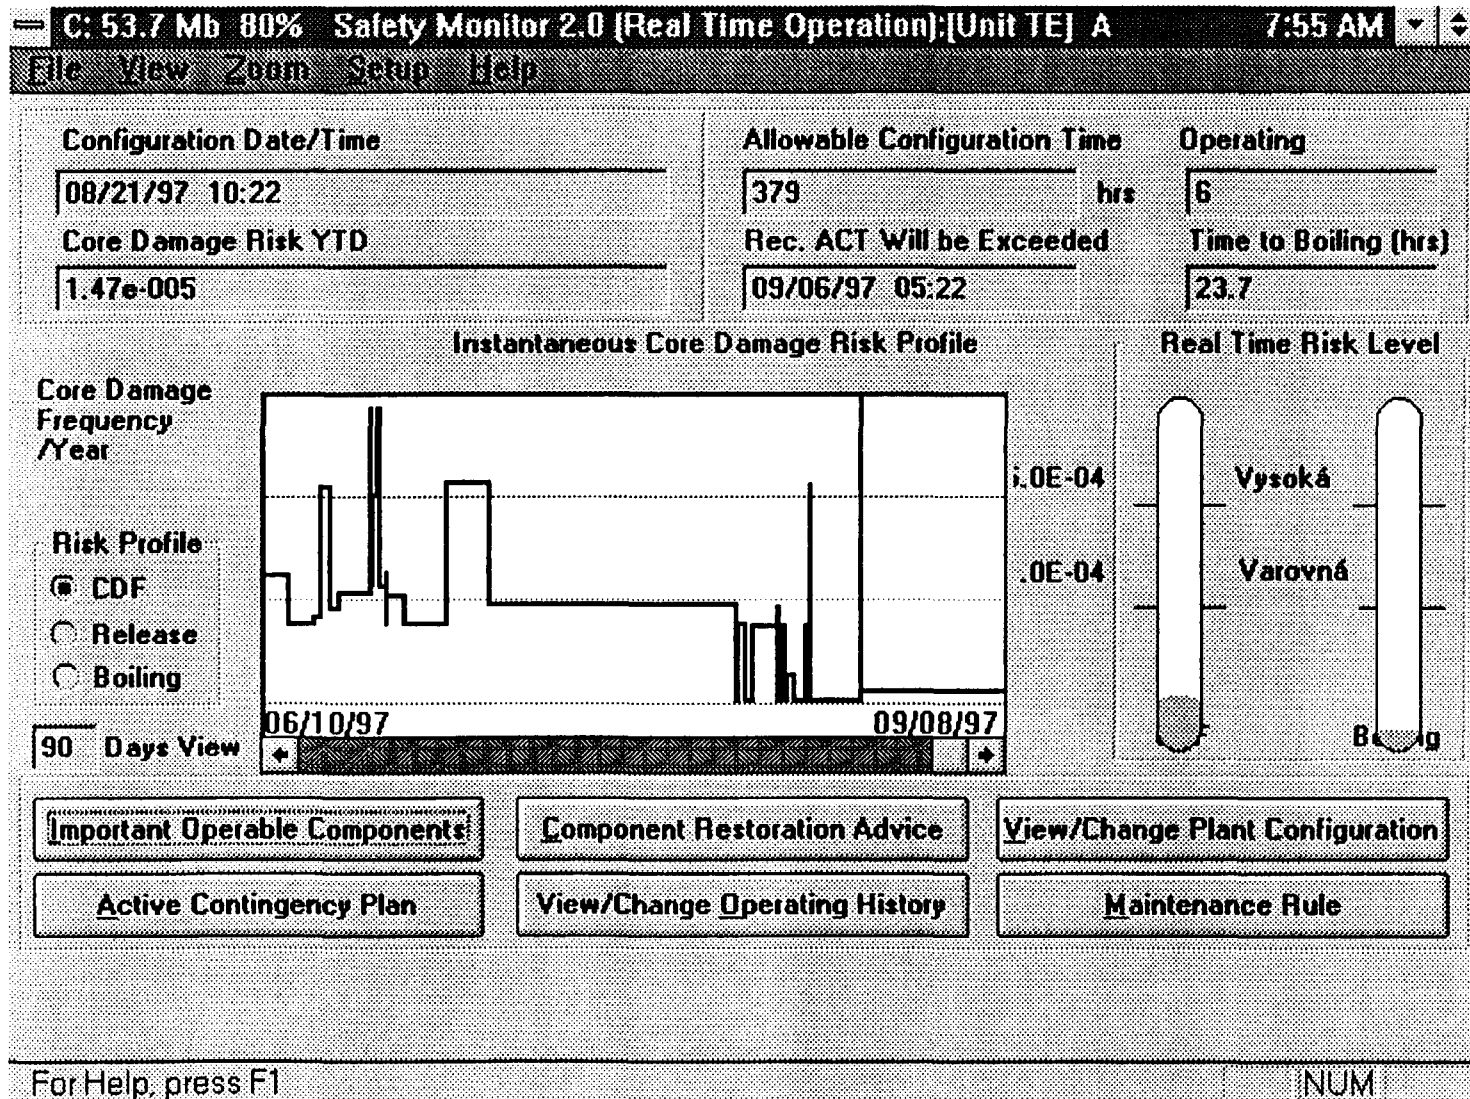 C: 53.7 Mb 80% Safety Monitor 2.0 (Real Time Operation):[Unit TE] A 7:55 AM
File View Zoom Setup Help
Configuration Date/Time
08/21/97 10:22
Core Damage Risk YTD
1.47e-005
Allowable Configuration Time
379 hrs
Rec. ACT Will be Exceeded
09/06/97 05:22
Operating
6
Time to Boiling (hrs)
23.7
Instantaneous Core Damage Risk Profile
Core Damage
Frequency
/Year
Risk Profile
CDF
Release
Boiling
90 Days View
06/10/97 09/08/97
.0E-04
.0E-04
Real Time Risk Level
Vysoká
Varovná
Important Operable Components
Component Restoration Advice
View/Change Plant Configuration
Active Contingency Plan
View/Change Operating History
Maintenance Rule
For Help, press F1
NUM